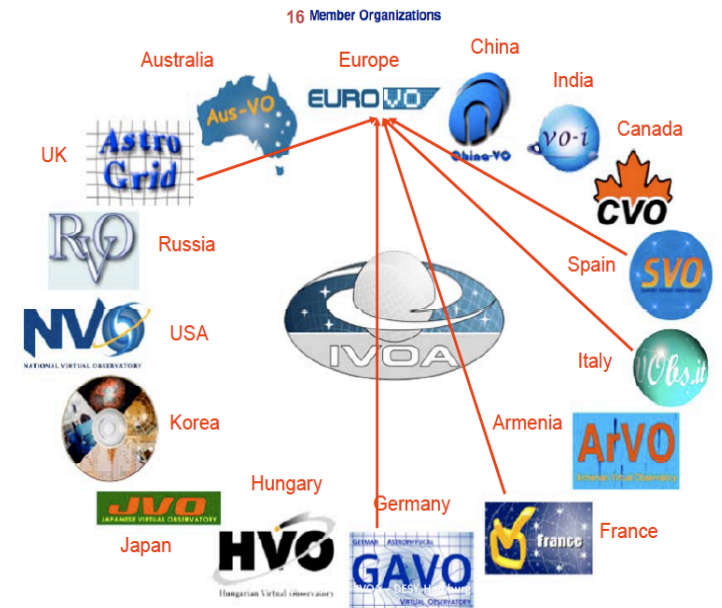 16 Member Organizations
China
Australia
Europe
India
EURO VO
Aus-VO
Canada
Astro
Grid
UK
China-VO
vo-i
CVO
RVO
Russia
Spain
SVO
NVO
NATIONAL VIRTUAL OBSERVATORY
USA
IVOA
Italy
VObs.it
Korea
Armenia
ArVO
Armenian Virtual Observatory
Hungary
Germany
JVO
JAPANESE VIRTUAL OBSERVATORY
Japan
HVO
Hungarian Virtual Observatory
GERMAN ASTROPHYSICAL
GAVO
DESY
VIRTUAL OBSERVATORY
france
France